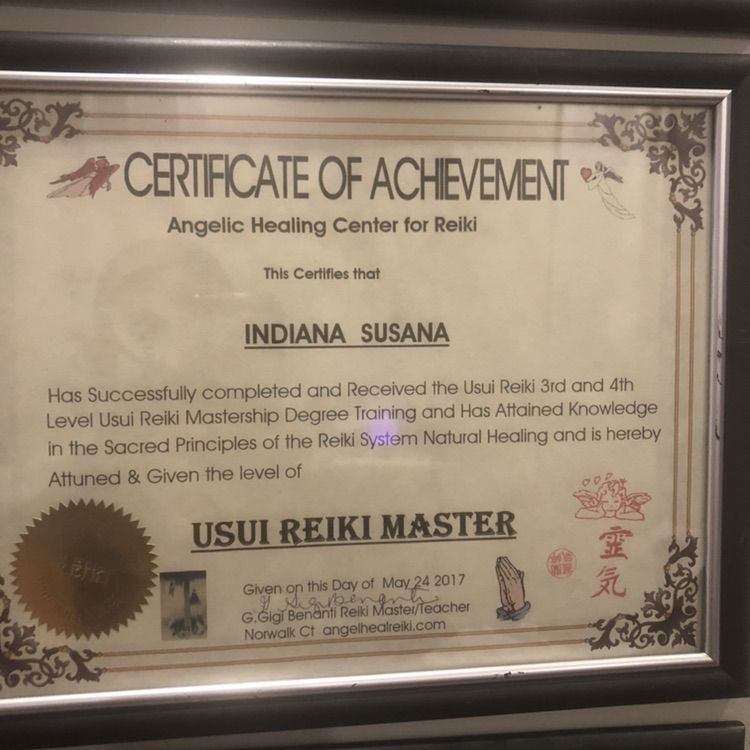 CERTIFICATE OF ACHIEVEMENT
Angelic Healing Center for Reiki
This Certifies that
INDIANA SUSANA
Has Successfully completed and Received the Usui Reiki 3rd and 4th
Level Usui Reiki Mastership Degree Training and Has Attained Knowledge
in the Sacred Principles of the Reiki System Natural Healing and is hereby
Attuned & Given the level of
USUI REIKI MASTER
Given on this Day of May 24 2017
G.Gigi Benanti Reiki Master/Teacher
Norwalk Ct angelhealreiki.com
靈
気